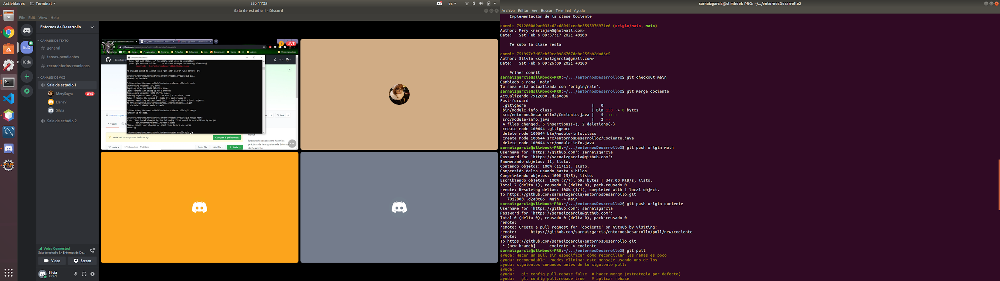 Actividades
Terminal
sáb 11:25
es
Sala de estudio 1 - Discord
File Edit View Help
Entornos de Desarrollo
CANALES DE TEXTO
# general
# tareas-pendientes
# recordatorios-reuniones
CANALES DE VOZ
Sala de estudio 1
MerySagra LIVE
ElenaV
Silvia
Sala de estudio 2
EdD
IGde
Voice Connected
Sala de estudio 1 / Entornos de De...
Video
Screen
Silvia
#2371
LIVE
github.com/sarnaizgarcia/entornosDesarrollo/tree/resta
Otros marcadores
Símbolo del sistema
(use "git add <file>..." to update what will be committed)
(use "git restore <file>..." to discard changes in working directory)
modified: bin/entornosDesarrollo2/Resta.class
no changes added to commit (use "git add" and/or "git commit -a")
C:\Users\Mery\Documents\DAW\Clon\entornosDesarrollo>git pull
Already up to date.
C:\Users\Mery\Documents\DAW\Clon\entornosDesarrollo>git push
Enumerating objects: 15, done.
Counting objects: 100% (15/15), done.
Delta compression using up to 8 threads
Compressing objects: 100% (7/7), done.
Writing objects: 100% (9/9), 1.38 KiB | 1.38 MiB/s, done.
Total 9 (delta 3), reused 0 (delta 0), pack-reused 0
remote: Resolving deltas: 100% (3/3), completed with 3 local objects.
To https://github.com/sarnaizgarcia/entornosDesarrollo.git
main -> main
C:\Users\Mery\Documents\DAW\Clon\entornosDesarrollo>git merge
Already up to date.
C:\Users\Mery\Documents\DAW\Clon\entornosDesarrollo>git merge resta
error: Your local changes to the following files would be overwritten by merge:
bin/entornosDesarrollo2/Resta.class
Please commit your changes or stash them before you merge.
Aborting
C:\Users\Mery\Documents\DAW\Clon\entornosDesarrollo>git
sarnaizgarcia
1
Fork 0
Code
resta had recent pushes 1 minute ago
Compare & pull request
resta
5 branches
0 tags
Go to file
Add file
Code
About
Repositorio creado para hacer las
prácticas de la asignatura de Entornos
de Desarrollo
sarnaizgarcia@slimbook-PRO: ~/.../entornosDesarrollo2
Archivo Editar Ver Buscar Terminal Ayuda
Implementación de la clase Cociente
commit 7912800d9ad033c62c68944cec0e3595976971e6 (origin/main, main)
Author: Mery <mariajsm5@hotmail.com>
Date:   Sat Feb 6 09:57:17 2021 +0100
Te subo la clase resta
commit 751997c7df2ebf9ca0986707dc0c25fbb2dad6c5
Author: Silvia <sarnaizgarcia@gmail.com>
Date:   Sat Feb 6 09:26:09 2021 +0100
Primer commit
sarnaizgarcia@slimbook-PRO:~/.../entornosDesarrollo2$ git checkout main
Cambiado a rama 'main'
Tu rama está actualizada con 'origin/main'.
sarnaizgarcia@slimbook-PRO:~/.../entornosDesarrollo2$ git merge cociente
Actualizando 7912800..d2a0c86
Fast-forward
.gitignore | 0
bin/module-info.class | Bin 158 -> 0 bytes
src/entornosDesarrollo2/Cociente.java | 5 +++++
src/module-info.java | 2 --
4 files changed, 5 insertions(+), 2 deletions(-)
create mode 100644 .gitignore
delete mode 100644 bin/module-info.class
create mode 100644 src/entornosDesarrollo2/Cociente.java
delete mode 100644 src/module-info.java
sarnaizgarcia@slimbook-PRO:~/.../entornosDesarrollo2$ git push origin main
Username for 'https://github.com': sarnaizgarcia
Password for 'https://sarnaizgarcia@github.com':
Enumerando objetos: 11, listo.
Contando objetos: 100% (11/11), listo.
Compresión delta usando hasta 4 hilos
Comprimiendo objetos: 100% (5/5), listo.
Escribiendo objetos: 100% (7/7), 695 bytes | 347.00 KiB/s, listo.
Total 7 (delta 1), reusado 0 (delta 0), pack-reusado 0
remote: Resolving deltas: 100% (1/1), completed with 1 local object.
To https://github.com/sarnaizgarcia/entornosDesarrollo.git
7912800..d2a0c86  main -> main
sarnaizgarcia@slimbook-PRO:~/.../entornosDesarrollo2$ git push origin cociente
Username for 'https://github.com': sarnaizgarcia
Password for 'https://sarnaizgarcia@github.com':
Total 0 (delta 0), reusado 0 (delta 0), pack-reusado 0
remote:
remote: Create a pull request for 'cociente' on GitHub by visiting:
remote:      https://github.com/sarnaizgarcia/entornosDesarrollo/pull/new/cociente
remote:
To https://github.com/sarnaizgarcia/entornosDesarrollo.git
* [new branch]      cociente -> cociente
sarnaizgarcia@slimbook-PRO:~/.../entornosDesarrollo2$ git pull
ayuda: Hacer un pull sin especificar cómo reconciliar las ramas es poco
ayuda: recomendable. Puedes eliminar este mensaje usando uno de los
ayuda: siguientes comandos antes de tu siguiente pull:
ayuda:
ayuda:   git config pull.rebase false  # hacer merge (estrategia por defecto)
ayuda:   git config pull.rebase true   # aplicar rebase